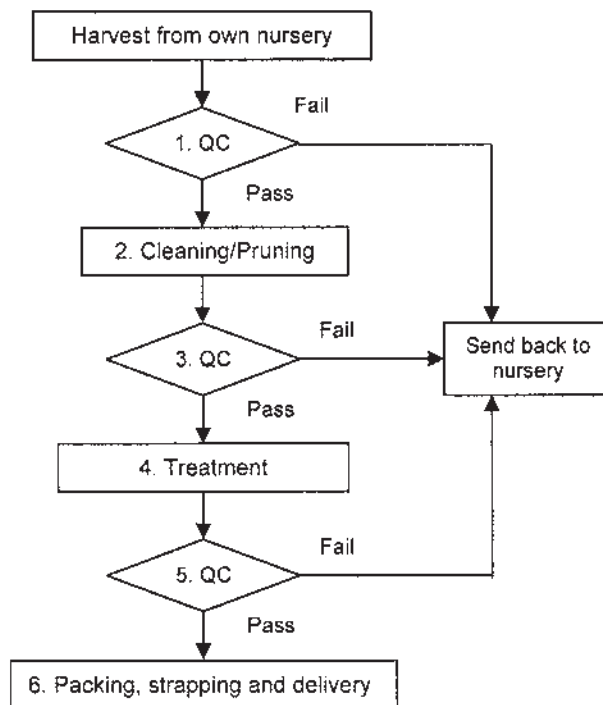 Harvest from own nursery
Fail
1. QC
Pass
2. Cleaning/Pruning
Fail
3. QC
Send back to
nursery
Pass
4. Treatment
Fail
5. QC
Pass
6. Packing, strapping and delivery